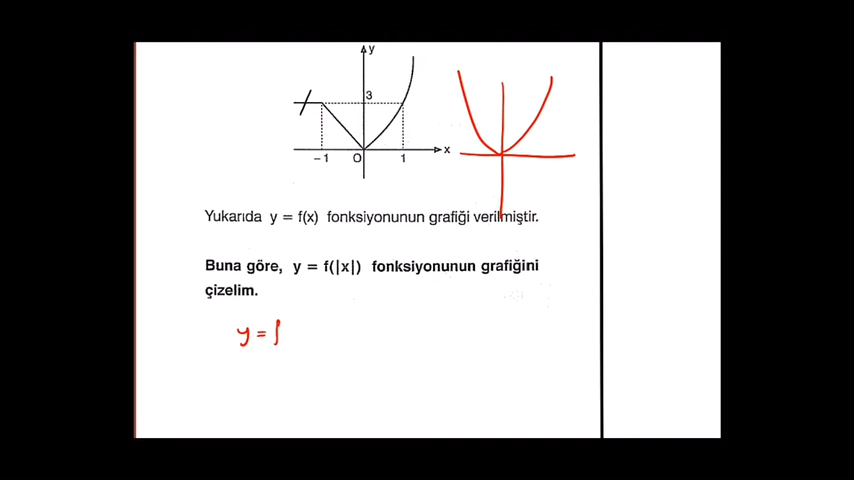 y
3
x
–1 O 1
Yukarıda y = f(x) fonksiyonunun grafiği verilmiştir.
Buna göre, y = f(|x|) fonksiyonunun grafiğini
çizelim.
y = f